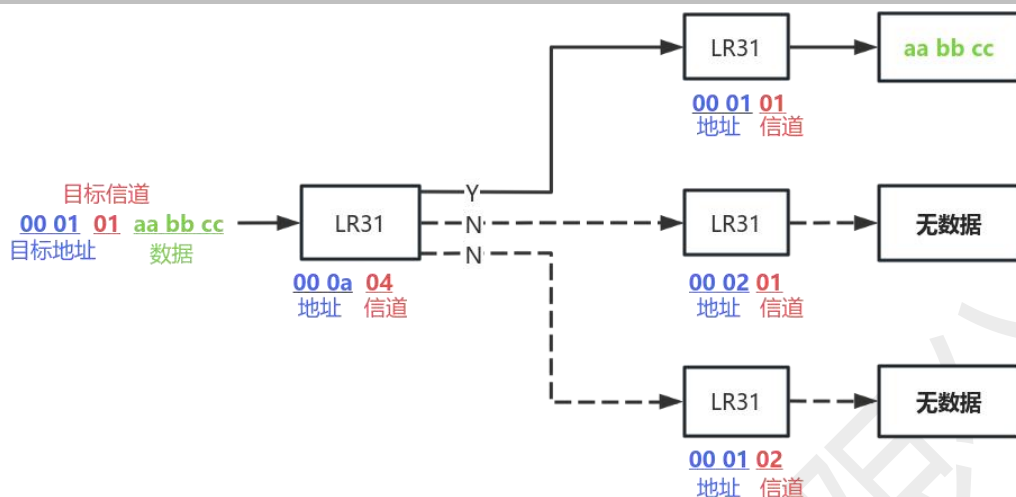 LR31
aa bb cc
00 01 01
地址 信道
目标信道
00 01 01 aa bb cc
目标地址 数据
LR31
00 0a 04
地址 信道
Y
N
N
LR31
无数据
00 02 01
地址 信道
LR31
无数据
00 01 02
地址 信道